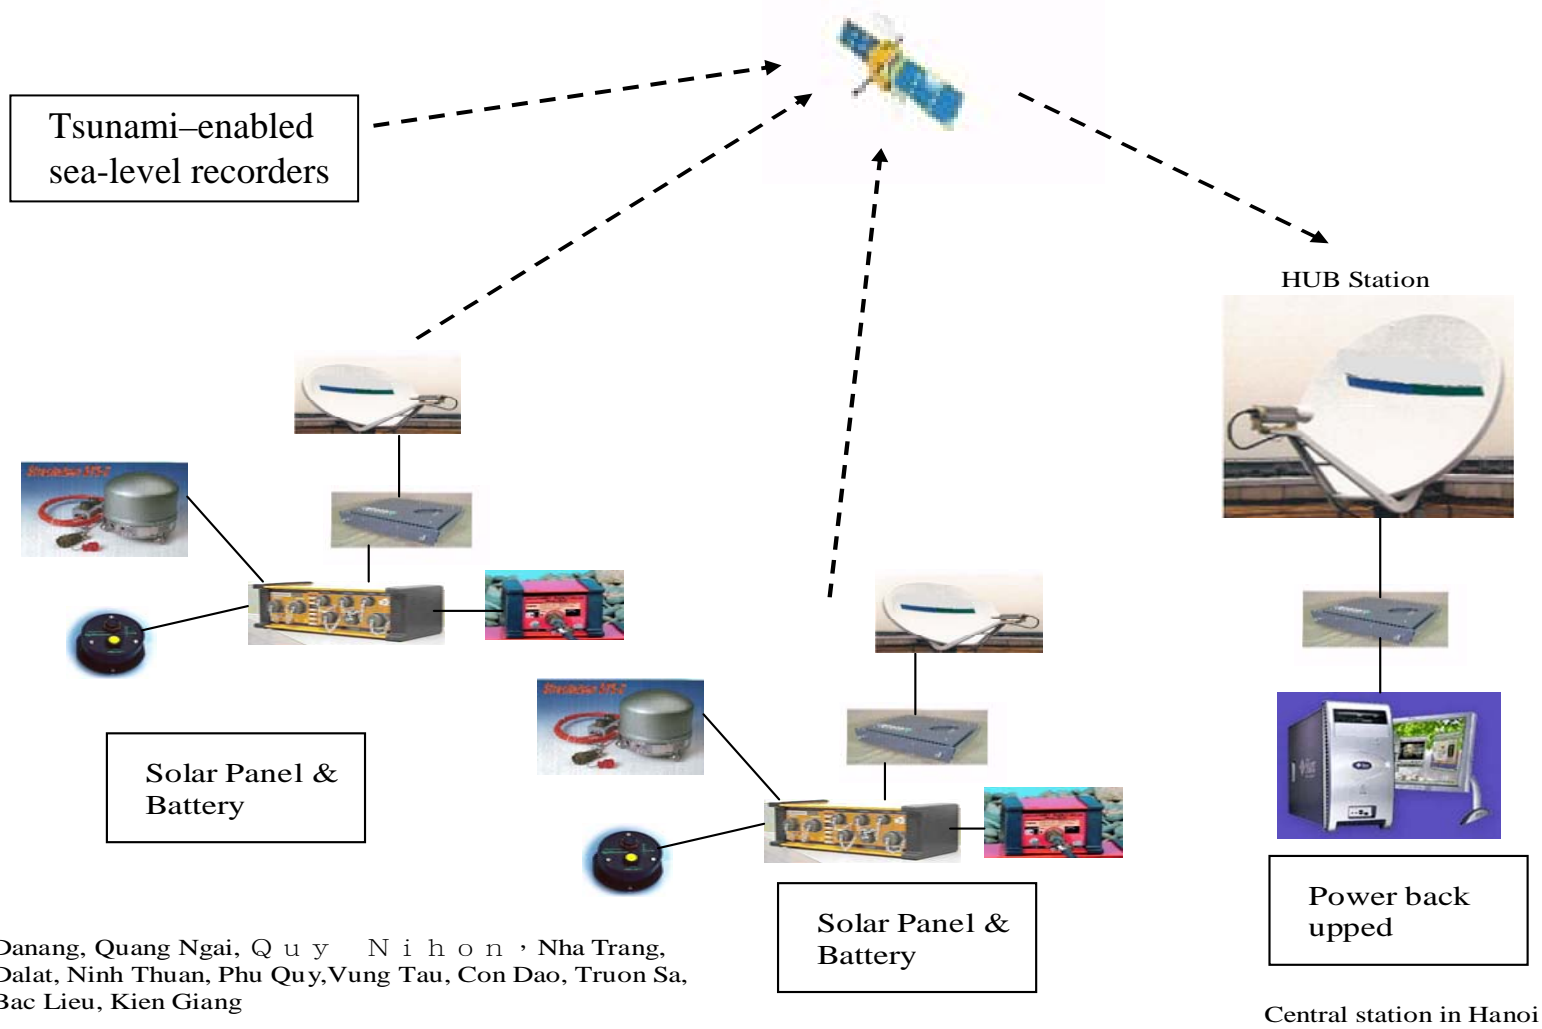 Tsunami–enabled
sea-level recorders
HUB Station
Solar Panel &
Battery
Solar Panel &
Battery
Power back
upped
Danang, Quang Ngai, Ｑｕｙ　Ｎｉｈｏｎ，Nha Trang,
Dalat, Ninh Thuan, Phu Quy,Vung Tau, Con Dao, Truon Sa,
Bac Lieu, Kien Giang
Central station in Hanoi